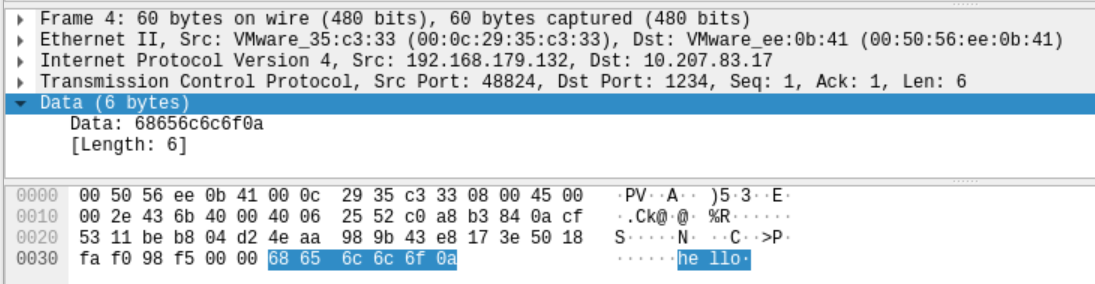 Frame 4: 60 bytes on wire (480 bits), 60 bytes captured (480 bits)
Ethernet II, Src: VMware_35:c3:33 (00:0c:29:35:c3:33), Dst: VMware_ee:0b:41 (00:50:56:ee:0b:41)
Internet Protocol Version 4, Src: 192.168.179.132, Dst: 10.207.83.17
Transmission Control Protocol, Src Port: 48824, Dst Port: 1234, Seq: 1, Ack: 1, Len: 6
Data (6 bytes)
Data: 68656c6c6f0a
[Length: 6]
0000 00 50 56 ee 0b 41 00 0c 29 35 c3 33 08 00 45 00 ·PV··A·· )5·3··E·
0010 00 2e 43 6b 40 00 40 06 25 52 c0 a8 b3 84 0a cf ·.Ck@·@· %R······
0020 53 11 be b8 04 d2 4e aa 98 9b 43 e8 17 3e 50 18 S·····N· ··C··>P·
0030 fa f0 98 f5 00 00 68 65 6c 6c 6f 0a ······he llo·